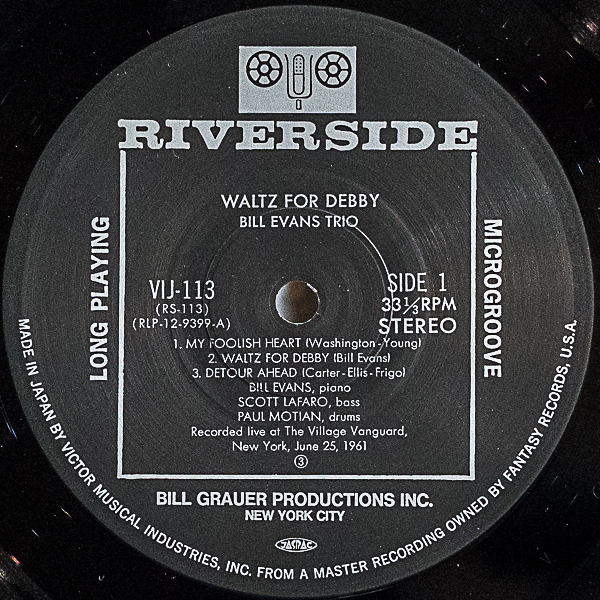 RIVERSIDE
WALTZ FOR DEBBY
BILL EVANS TRIO
LONG PLAYING
MICROGROOVE
VIJ-113
(RS-113)
(RLP-12-9399-A)
SIDE 1
33⅓RPM
STEREO
1. MY FOOLISH HEART (Washington-Young)
2. WALTZ FOR DEBBY (Bill Evans)
3. DETOUR AHEAD (Carter-Ellis-Frigo)
BILL EVANS, piano
SCOTT LAFARO, bass
PAUL MOTIAN, drums
Recorded live at The Village Vanguard,
New York, June 25, 1961
③
BILL GRAUER PRODUCTIONS INC.
NEW YORK CITY
JASRAC
MADE IN JAPAN BY VICTOR MUSICAL INDUSTRIES, INC. FROM A MASTER RECORDING OWNED BY FANTASY RECORDS, U.S.A.